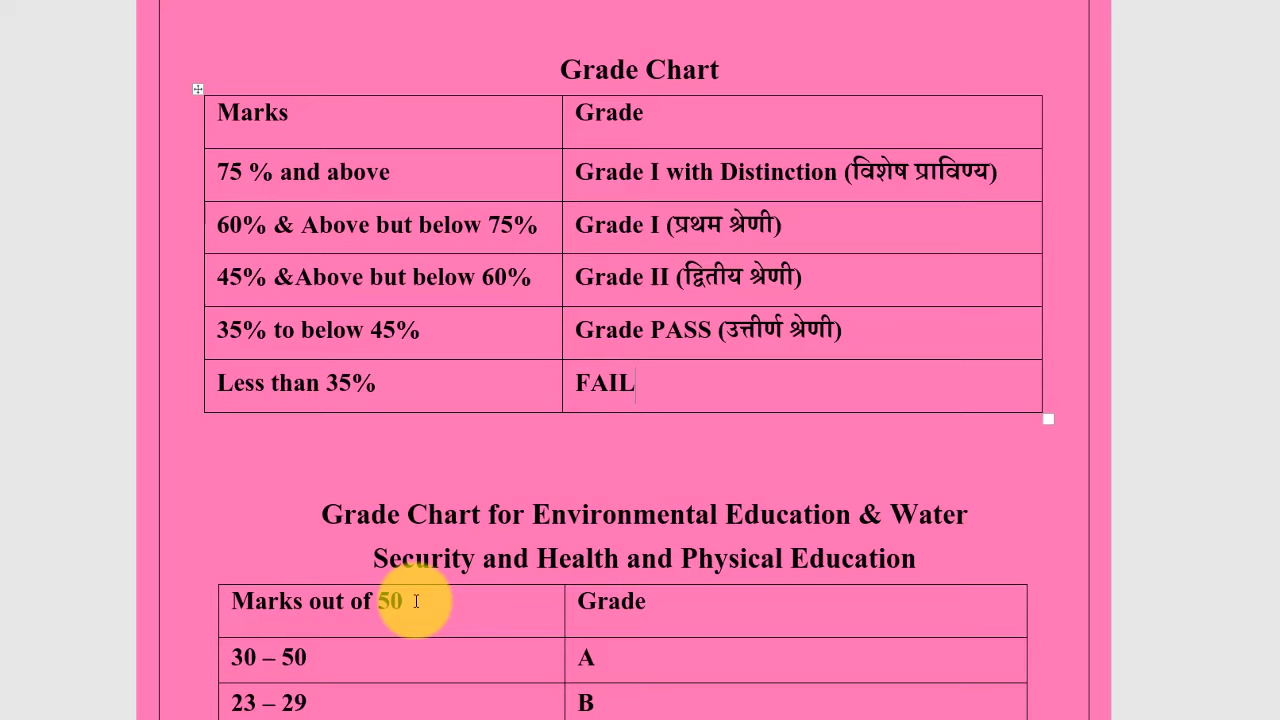 Grade Chart
Marks Grade
75 % and above Grade I with Distinction (विशेष प्राविण्य)
60% & Above but below 75% Grade I (प्रथम श्रेणी)
45% &Above but below 60% Grade II (द्वितीय श्रेणी)
35% to below 45% Grade PASS (उत्तीर्ण श्रेणी)
Less than 35% FAIL
Grade Chart for Environmental Education & Water
Security and Health and Physical Education
Marks out of 50 Grade
30 – 50 A
23 – 29 B